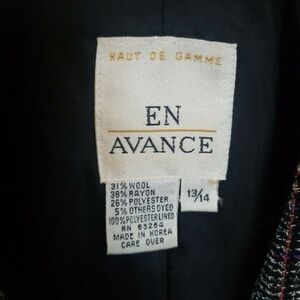 HAUT DE GAMME
EN
AVANCE
31% WOOL
38% RAYON
26% POLYESTER
5% OTHERS DYED
100% POLYESTER LINED
RN 83264
MADE IN KOREA
CARE OVER
13/14